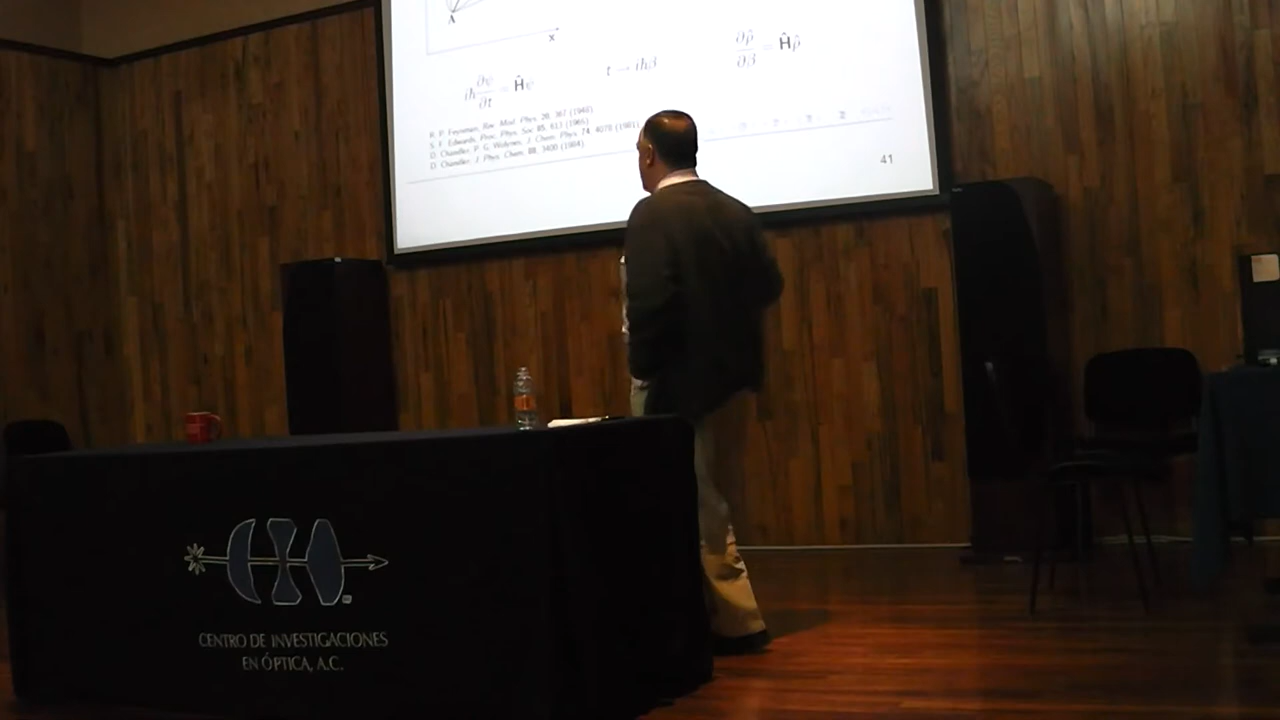 A
x
iħ ∂ψ/∂t = Ĥψ
t → iħβ
∂ρ̂/∂β = Ĥρ̂
R. P. Feynman, Rev. Mod. Phys. 20, 367 (1948).
S. F. Edwards, Proc. Phys. Soc. 85, 613 (1965).
D. Chandler, P. G. Wolynes, J. Chem. Phys. 74, 4078 (1981).
D. Chandler, J. Phys. Chem. 88, 3400 (1984).
41
CENTRO DE INVESTIGACIONES
EN ÓPTICA, A.C.